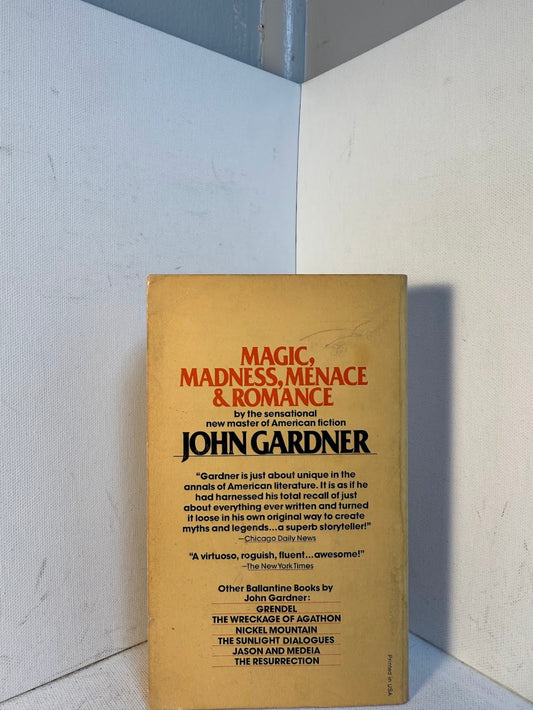 MAGIC,
MADNESS, MENACE
& ROMANCE
by the sensational
new master of American fiction
JOHN GARDNER
“Gardner is just about unique in the
annals of American literature. It is as if he
had harnessed his total recall of just
about everything ever written and turned
it loose in his own original way to create
myths and legends...a superb storyteller!”
—Chicago Daily News
“A virtuoso, roguish, fluent...awesome!”
—The New York Times
Other Ballantine Books by
John Gardner:
GRENDEL
THE WRECKAGE OF AGATHON
NICKEL MOUNTAIN
THE SUNLIGHT DIALOGUES
JASON AND MEDEIA
THE RESURRECTION
Printed in USA